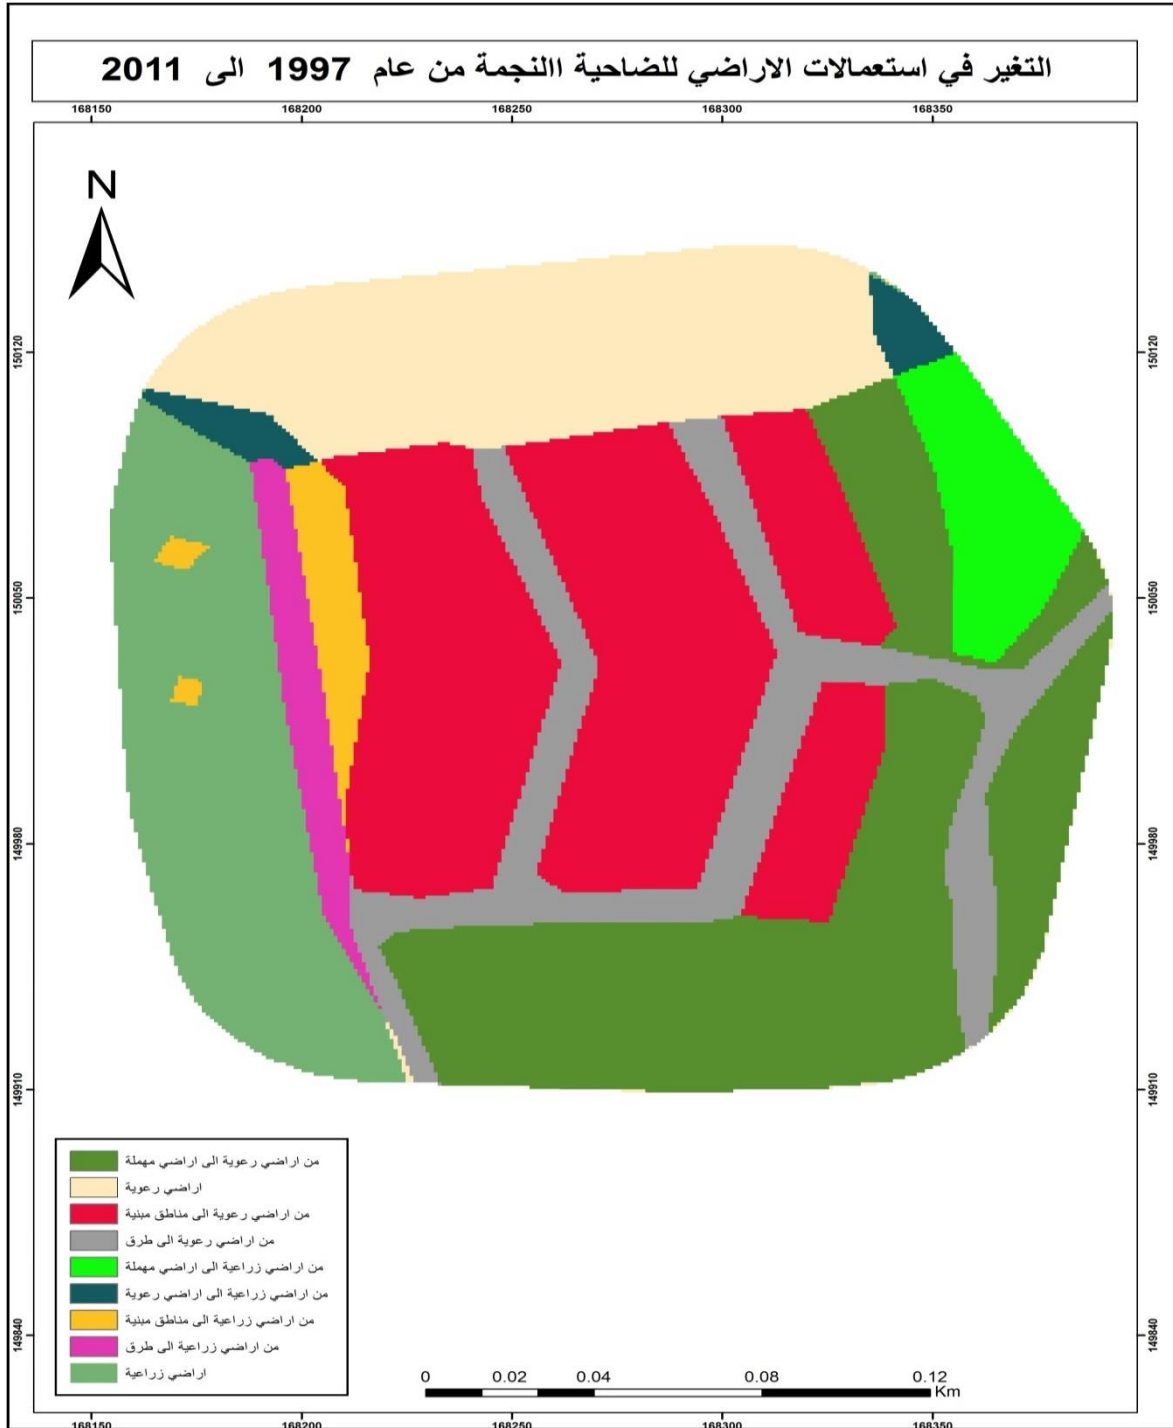 التغير في استعمالات الاراضي للضاحية االنجمة من عام 1997 الى 2011
168150 168200 168250 168300 168350
N
150120 150120
150050 150050
149980 149980
149910 149910
من اراضي رعوية الى اراضي مهملة
اراضي رعوية
من اراضي رعوية الى مناطق مبنية
من اراضي رعوية الى طرق
من اراضي زراعية الى اراضي مهملة
من اراضي زراعية الى اراضي رعوية
من اراضي زراعية الى مناطق مبنية
من اراضي زراعية الى طرق
اراضي زراعية
149840 149840
0 0.02 0.04 0.08 0.12
Km
168150 168200 168250 168300 168350